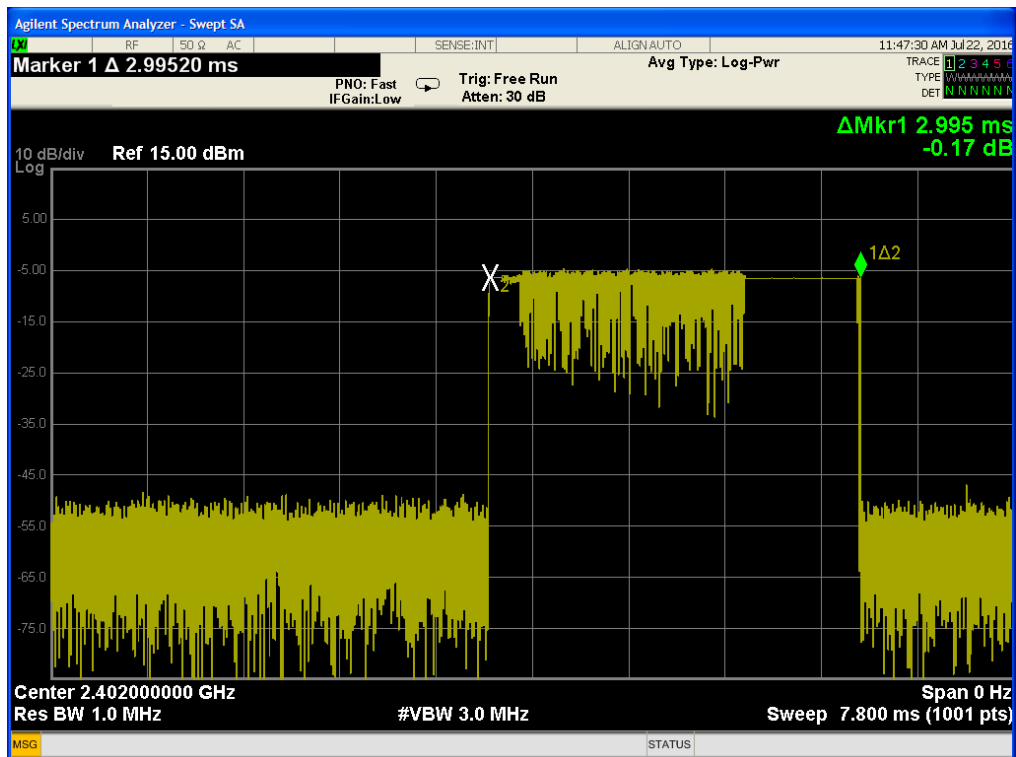 Agilent Spectrum Analyzer - Swept SA
LXI RF 50 Ω AC SENSE:INT ALIGN AUTO 11:47:30 AM Jul 22, 2016
Marker 1 Δ 2.99520 ms
Avg Type: Log-Pwr
TRACE 1 2 3 4 5 6
PNO: Fast
Trig: Free Run
TYPE
IFGain:Low
Atten: 30 dB
DET N N N N N N
ΔMkr1 2.995 ms
-0.17 dB
10 dB/div Ref 15.00 dBm
Log
5.00
1Δ2
-5.00
2
-15.0
-25.0
-35.0
-45.0
-55.0
-65.0
-75.0
Center 2.402000000 GHz Span 0 Hz
Res BW 1.0 MHz #VBW 3.0 MHz Sweep 7.800 ms (1001 pts)
MSG STATUS